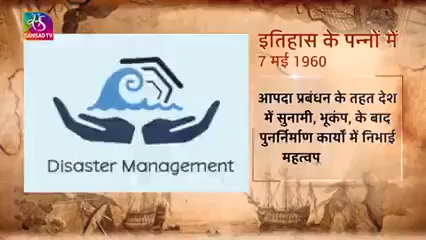 SANSAD TV
इतिहास के पन्नों में
7 मई 1960
Disaster Management
आपदा प्रबंधन के तहत देश
में सुनामी, भूकंप, के बाद
पुनर्निर्माण कार्यों में निभाई
महत्वप